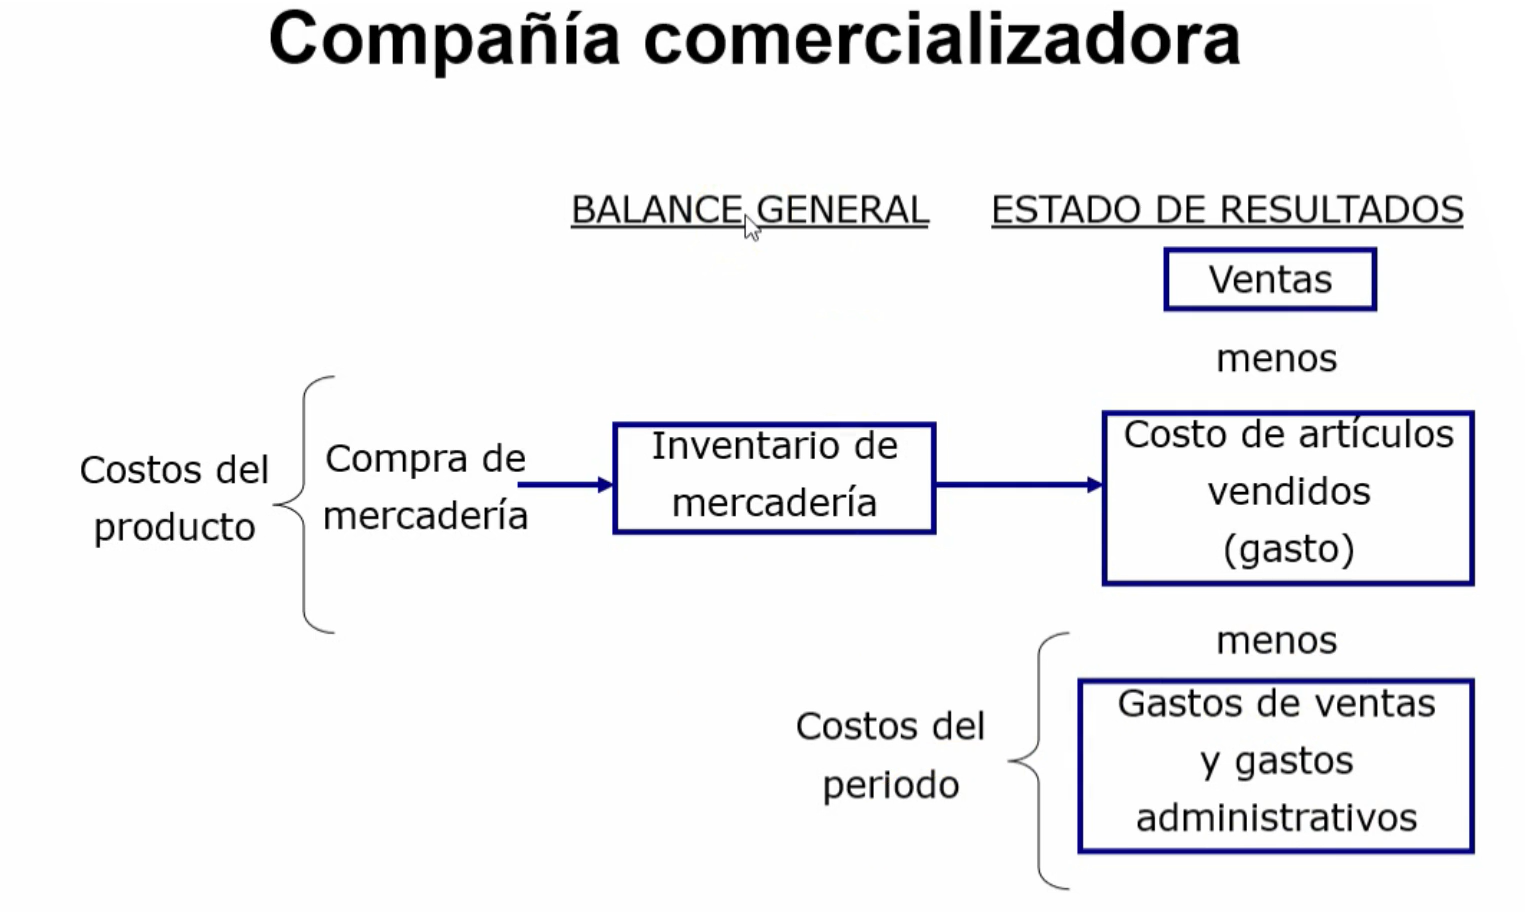 Compañía comercializadora
BALANCE GENERAL
ESTADO DE RESULTADOS
Ventas
menos
Costos del
producto
Compra de
mercadería
Inventario de
mercadería
Costo de artículos
vendidos
(gasto)
menos
Costos del
periodo
Gastos de ventas
y gastos
administrativos